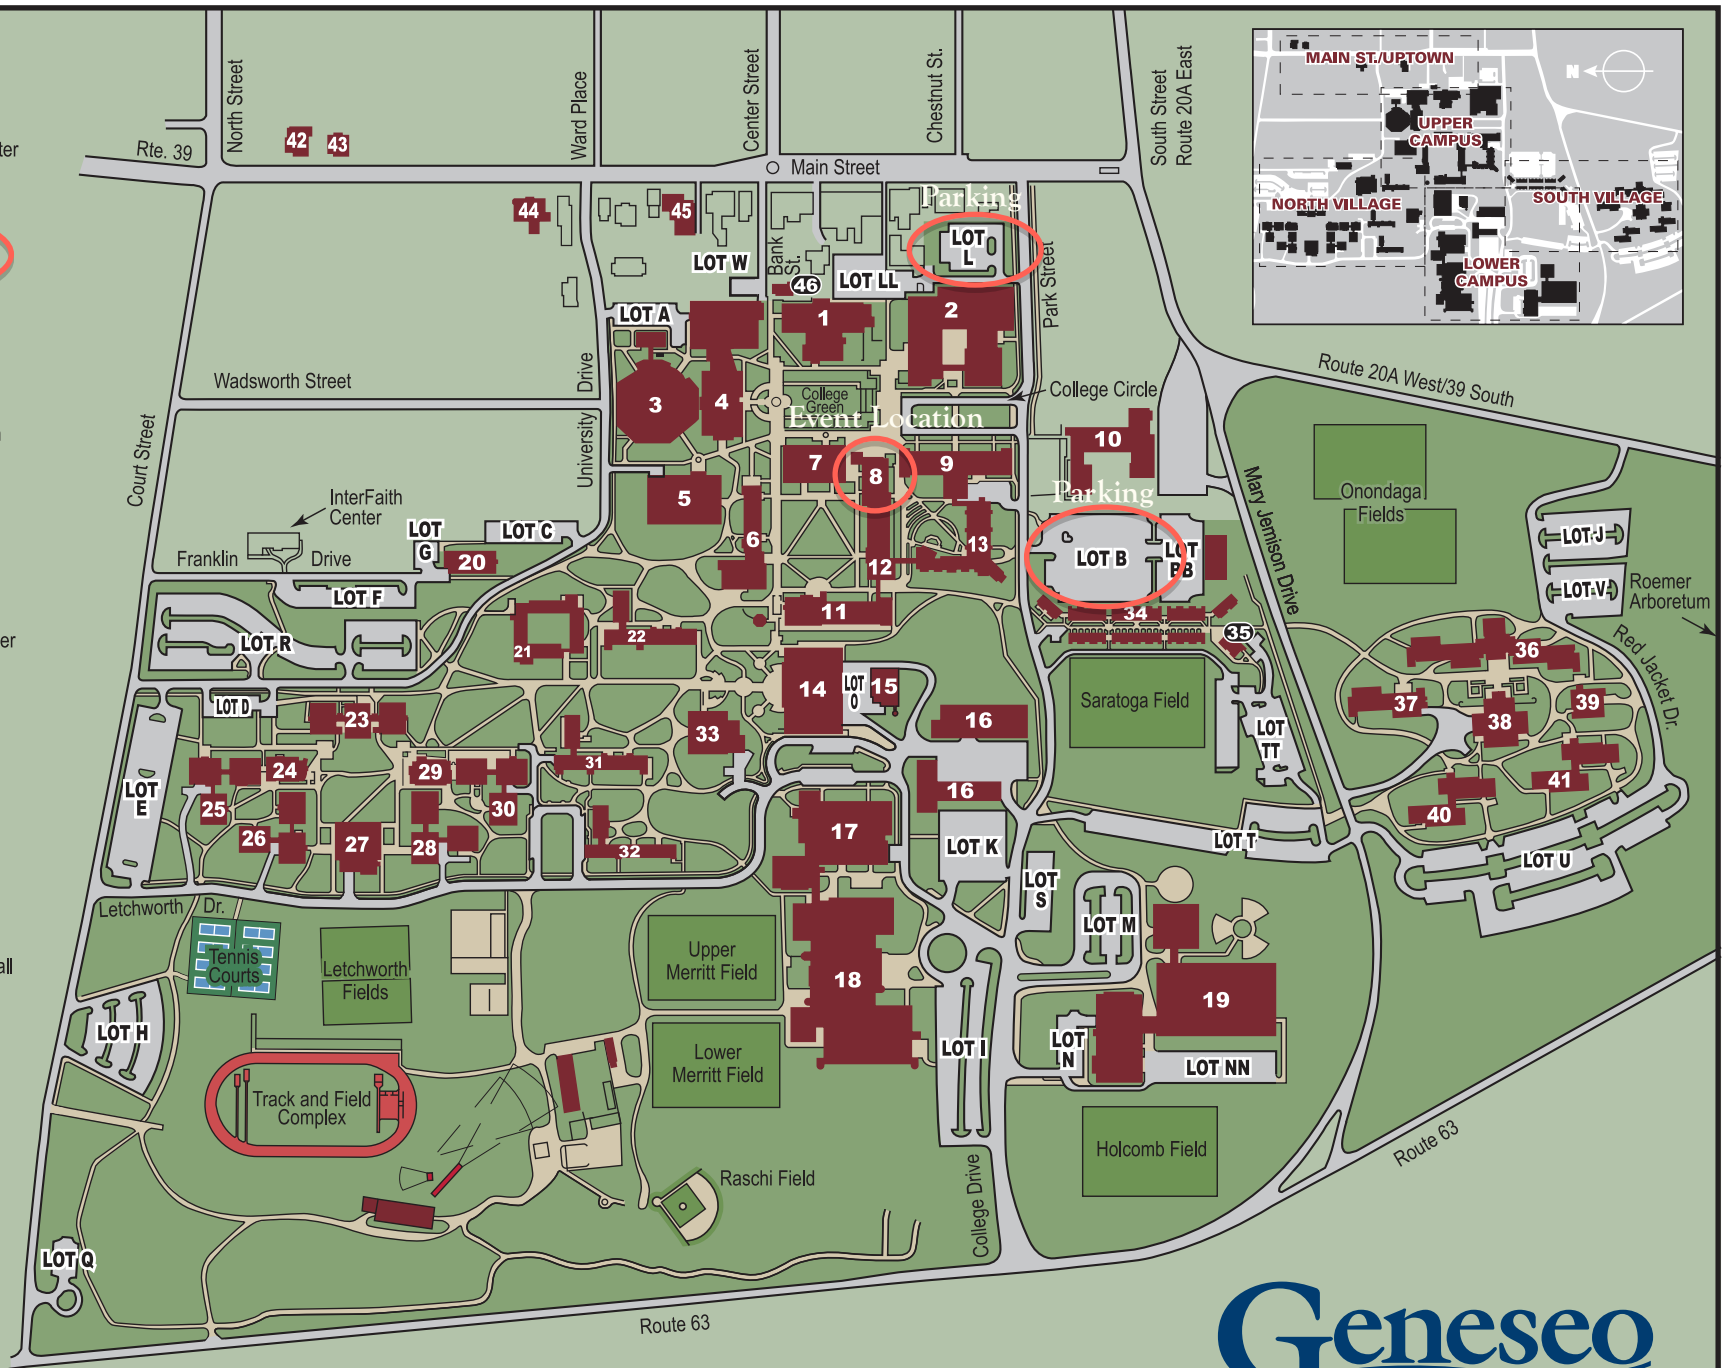 ter
er
all
North Street
Ward Place
Center Street
Chestnut St.
South Street
Route 20A East
MAIN ST./UPTOWN
N
UPPER
CAMPUS
NORTH VILLAGE
SOUTH VILLAGE
LOWER
CAMPUS
42
43
Rte. 39
Main Street
44
45
Parking
LOT
L
LOT W
Bank
St.
46
LOT LL
Park Street
LOT A
1
2
Route 20A West/39 South
Wadsworth Street
University
Drive
3
4
College
Green
College Circle
Event Location
Court Street
10
7
8
9
Parking
Onondaga
Fields
Mary Jemison Drive
InterFaith
Center
5
6
LOT
G
LOT C
Franklin
Drive
20
12
13
LOT B
LOT
BB
LOT J
LOT V
Roemer
Arboretum
LOT F
11
34
35
LOT R
21
22
36
Red Jacket Dr.
14
LOT
O
15
Saratoga Field
37
38
39
LOT D
23
33
16
LOT
TT
24
29
31
LOT
E
25
30
16
41
40
26
27
28
32
17
LOT K
LOT T
LOT U
LOT
S
Letchworth
Dr.
LOT M
Tennis
Courts
Letchworth
Fields
Upper
Merritt Field
18
19
LOT H
Lower
Merritt Field
LOT I
LOT
N
LOT NN
Track and Field
Complex
Holcomb Field
Route 63
Raschi Field
College Drive
LOT Q
Route 63
Geneseo